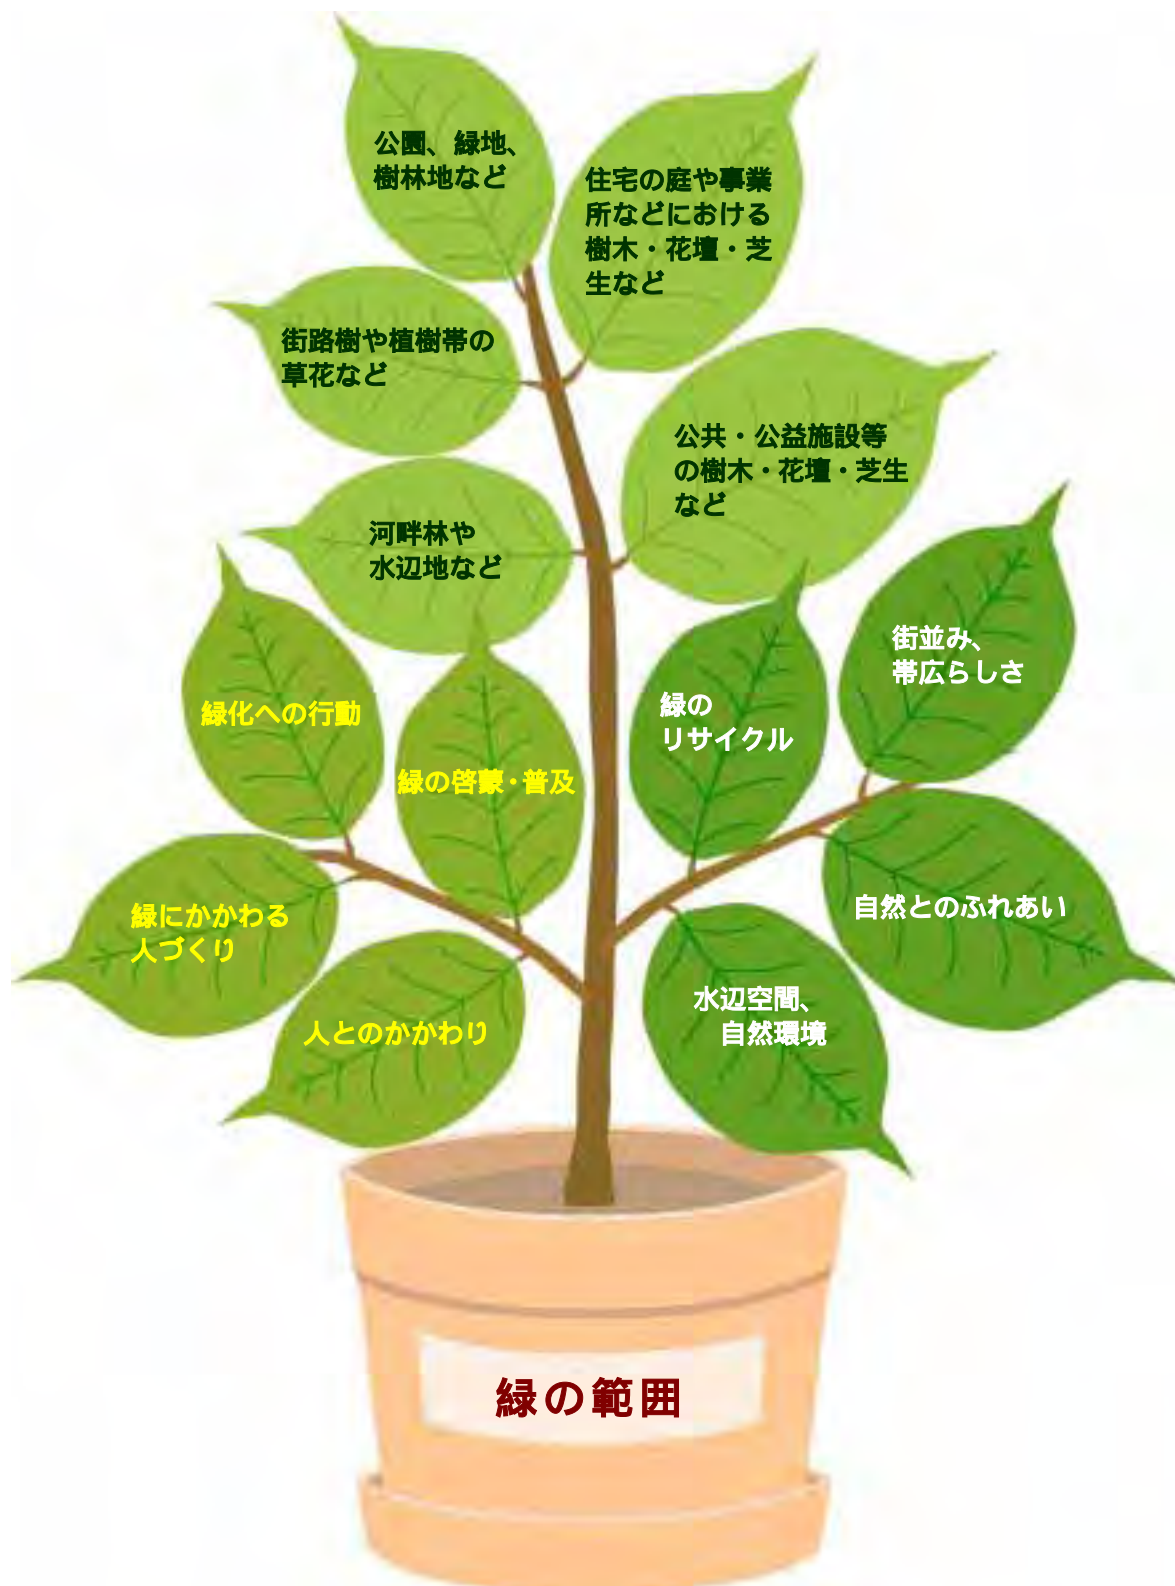 公園、緑地、
樹林地など
住宅の庭や事業
所などにおける
樹木・花壇・芝
生など
街路樹や植樹帯の
草花など
公共・公益施設等
の樹木・花壇・芝生
など
河畔林や
水辺地など
街並み、
帯広らしさ
緑の
リサイクル
緑化への行動
緑の啓蒙・普及
自然とのふれあい
緑にかかわる
人づくり
水辺空間、
自然環境
人とのかかわり
緑の範囲